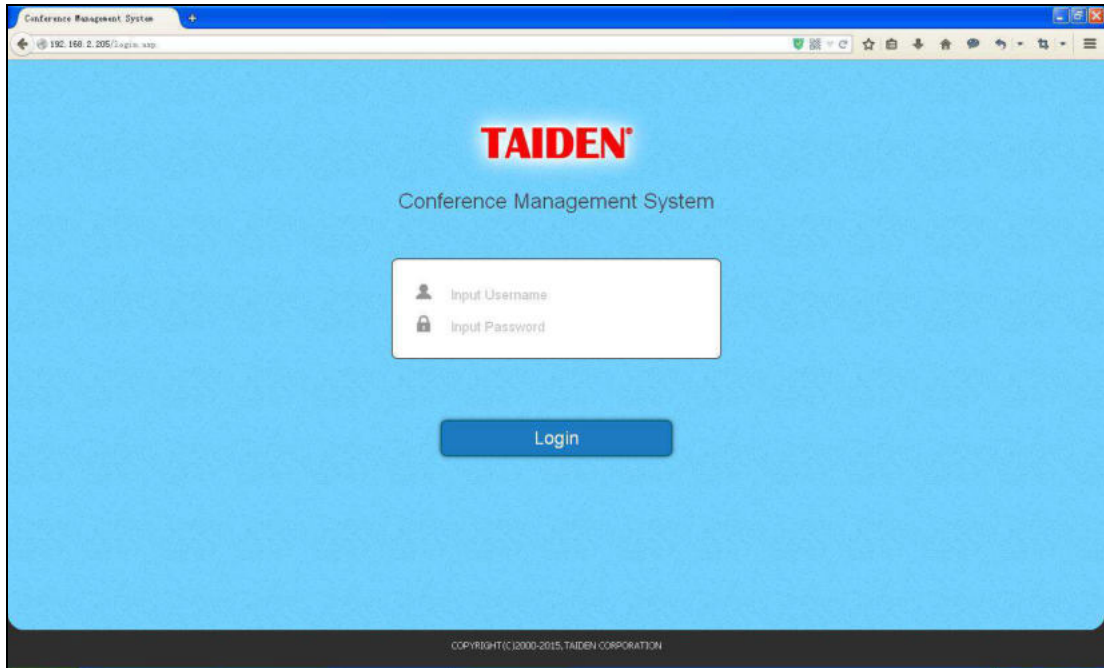 Conference Management System
192.168.2.205/login.asp
TAIDEN®
Conference Management System
Input Username
Input Password
Login
COPYRIGHT(C)2000-2015,TAIDEN CORPORATION